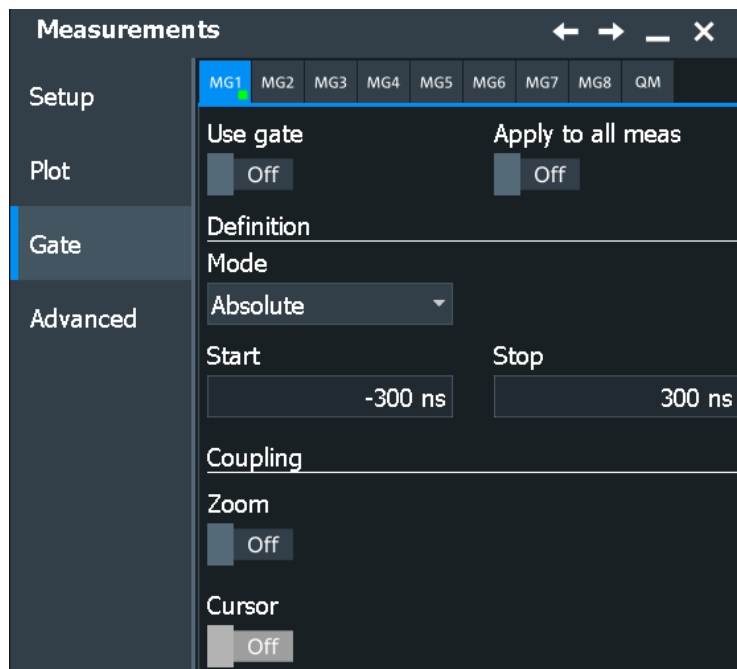 Measurements
Setup
Plot
Gate
Advanced
MG1 MG2 MG3 MG4 MG5 MG6 MG7 MG8 QM
Use gate Apply to all meas
Off Off
Definition
Mode
Absolute
Start Stop
-300 ns 300 ns
Coupling
Zoom
Off
Cursor
Off